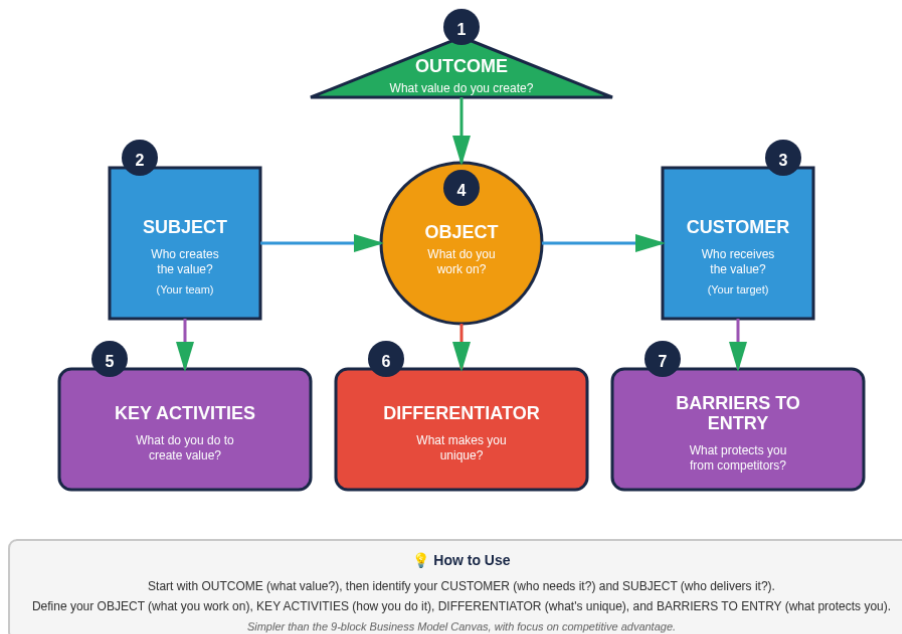 1
OUTCOME
What value do you create?
2
SUBJECT
Who creates
the value?
(Your team)
4
OBJECT
What do you
work on?
3
CUSTOMER
Who receives
the value?
(Your target)
5
KEY ACTIVITIES
What do you do to
create value?
6
DIFFERENTIATOR
What makes you
unique?
7
BARRIERS TO
ENTRY
What protects you
from competitors?
💡 How to Use
Start with OUTCOME (what value?), then identify your CUSTOMER (who needs it?) and SUBJECT (who delivers it?).
Define your OBJECT (what you work on), KEY ACTIVITIES (how you do it), DIFFERENTIATOR (what's unique), and BARRIERS TO ENTRY (what protects you).
Simpler than the 9-block Business Model Canvas, with focus on competitive advantage.